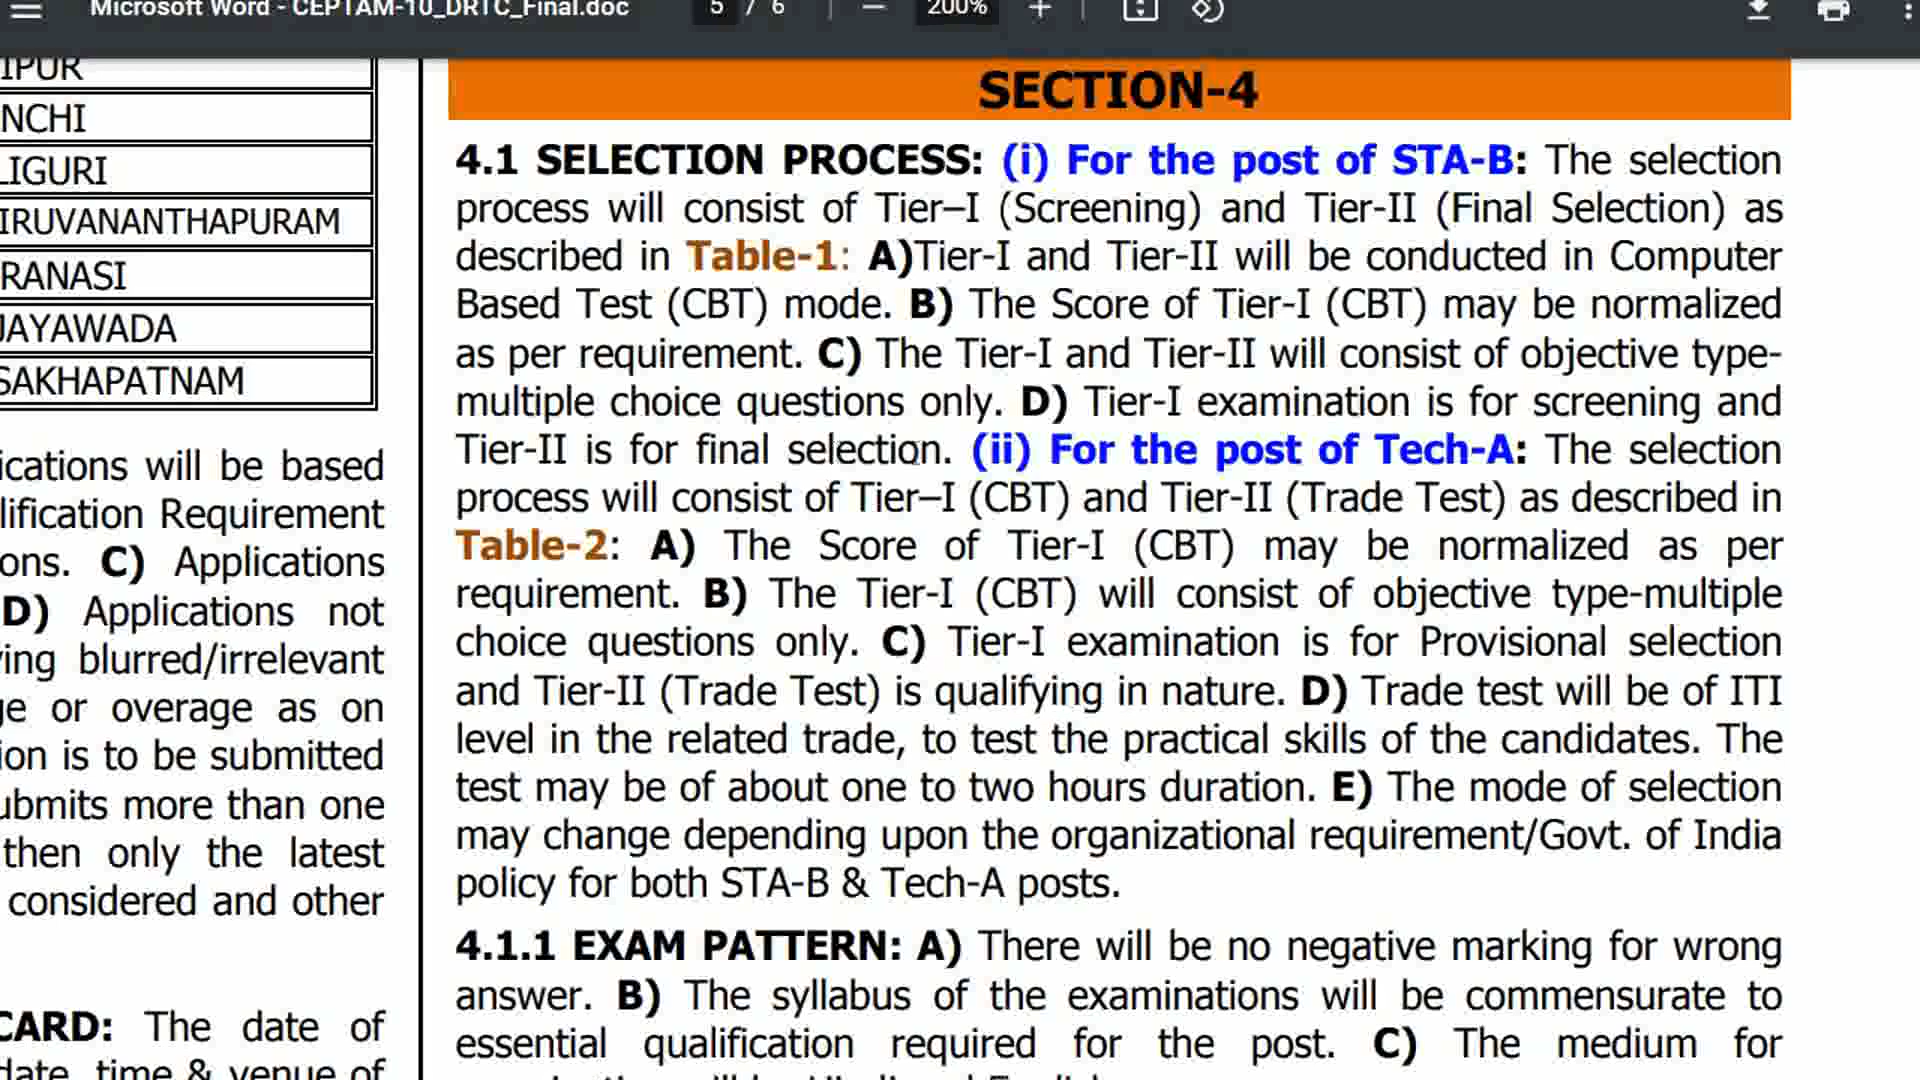 Microsoft Word - CEPTAM-10_DRTC_Final.doc
5 / 6
200%
IPUR
NCHI
LIGURI
IRUVANANTHAPURAM
RANASI
JAYAWADA
SAKHAPATNAM
ications will be based
lification Requirement
ons. C) Applications
D) Applications not
ving blurred/irrelevant
ge or overage as on
ion is to be submitted
ubmits more than one
then only the latest
considered and other
CARD: The date of
date, time & venue of
SECTION-4
4.1 SELECTION PROCESS: (i) For the post of STA-B: The selection
process will consist of Tier–I (Screening) and Tier-II (Final Selection) as
described in Table-1: A)Tier-I and Tier-II will be conducted in Computer
Based Test (CBT) mode. B) The Score of Tier-I (CBT) may be normalized
as per requirement. C) The Tier-I and Tier-II will consist of objective type-
multiple choice questions only. D) Tier-I examination is for screening and
Tier-II is for final selection. (ii) For the post of Tech-A: The selection
process will consist of Tier–I (CBT) and Tier-II (Trade Test) as described in
Table-2: A) The Score of Tier-I (CBT) may be normalized as per
requirement. B) The Tier-I (CBT) will consist of objective type-multiple
choice questions only. C) Tier-I examination is for Provisional selection
and Tier-II (Trade Test) is qualifying in nature. D) Trade test will be of ITI
level in the related trade, to test the practical skills of the candidates. The
test may be of about one to two hours duration. E) The mode of selection
may change depending upon the organizational requirement/Govt. of India
policy for both STA-B & Tech-A posts.
4.1.1 EXAM PATTERN: A) There will be no negative marking for wrong
answer. B) The syllabus of the examinations will be commensurate to
essential qualification required for the post. C) The medium for